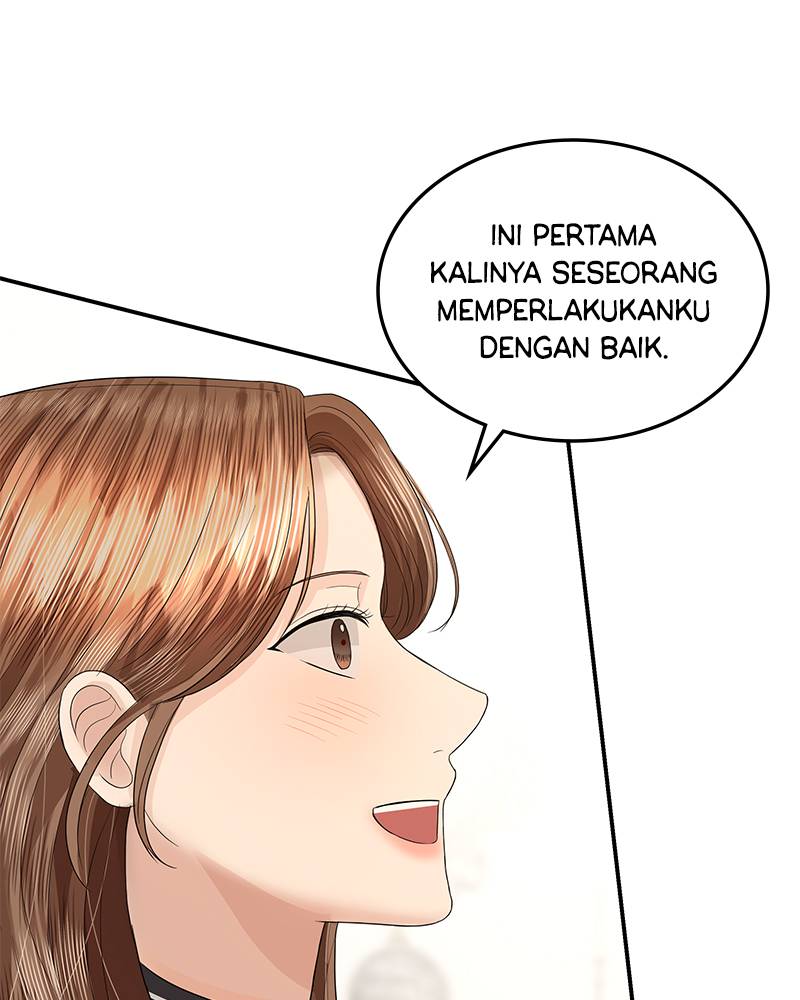 INI PERTAMA
KALINYA SESEORANG
MEMPERLAKUKANKU
DENGAN BAIK.